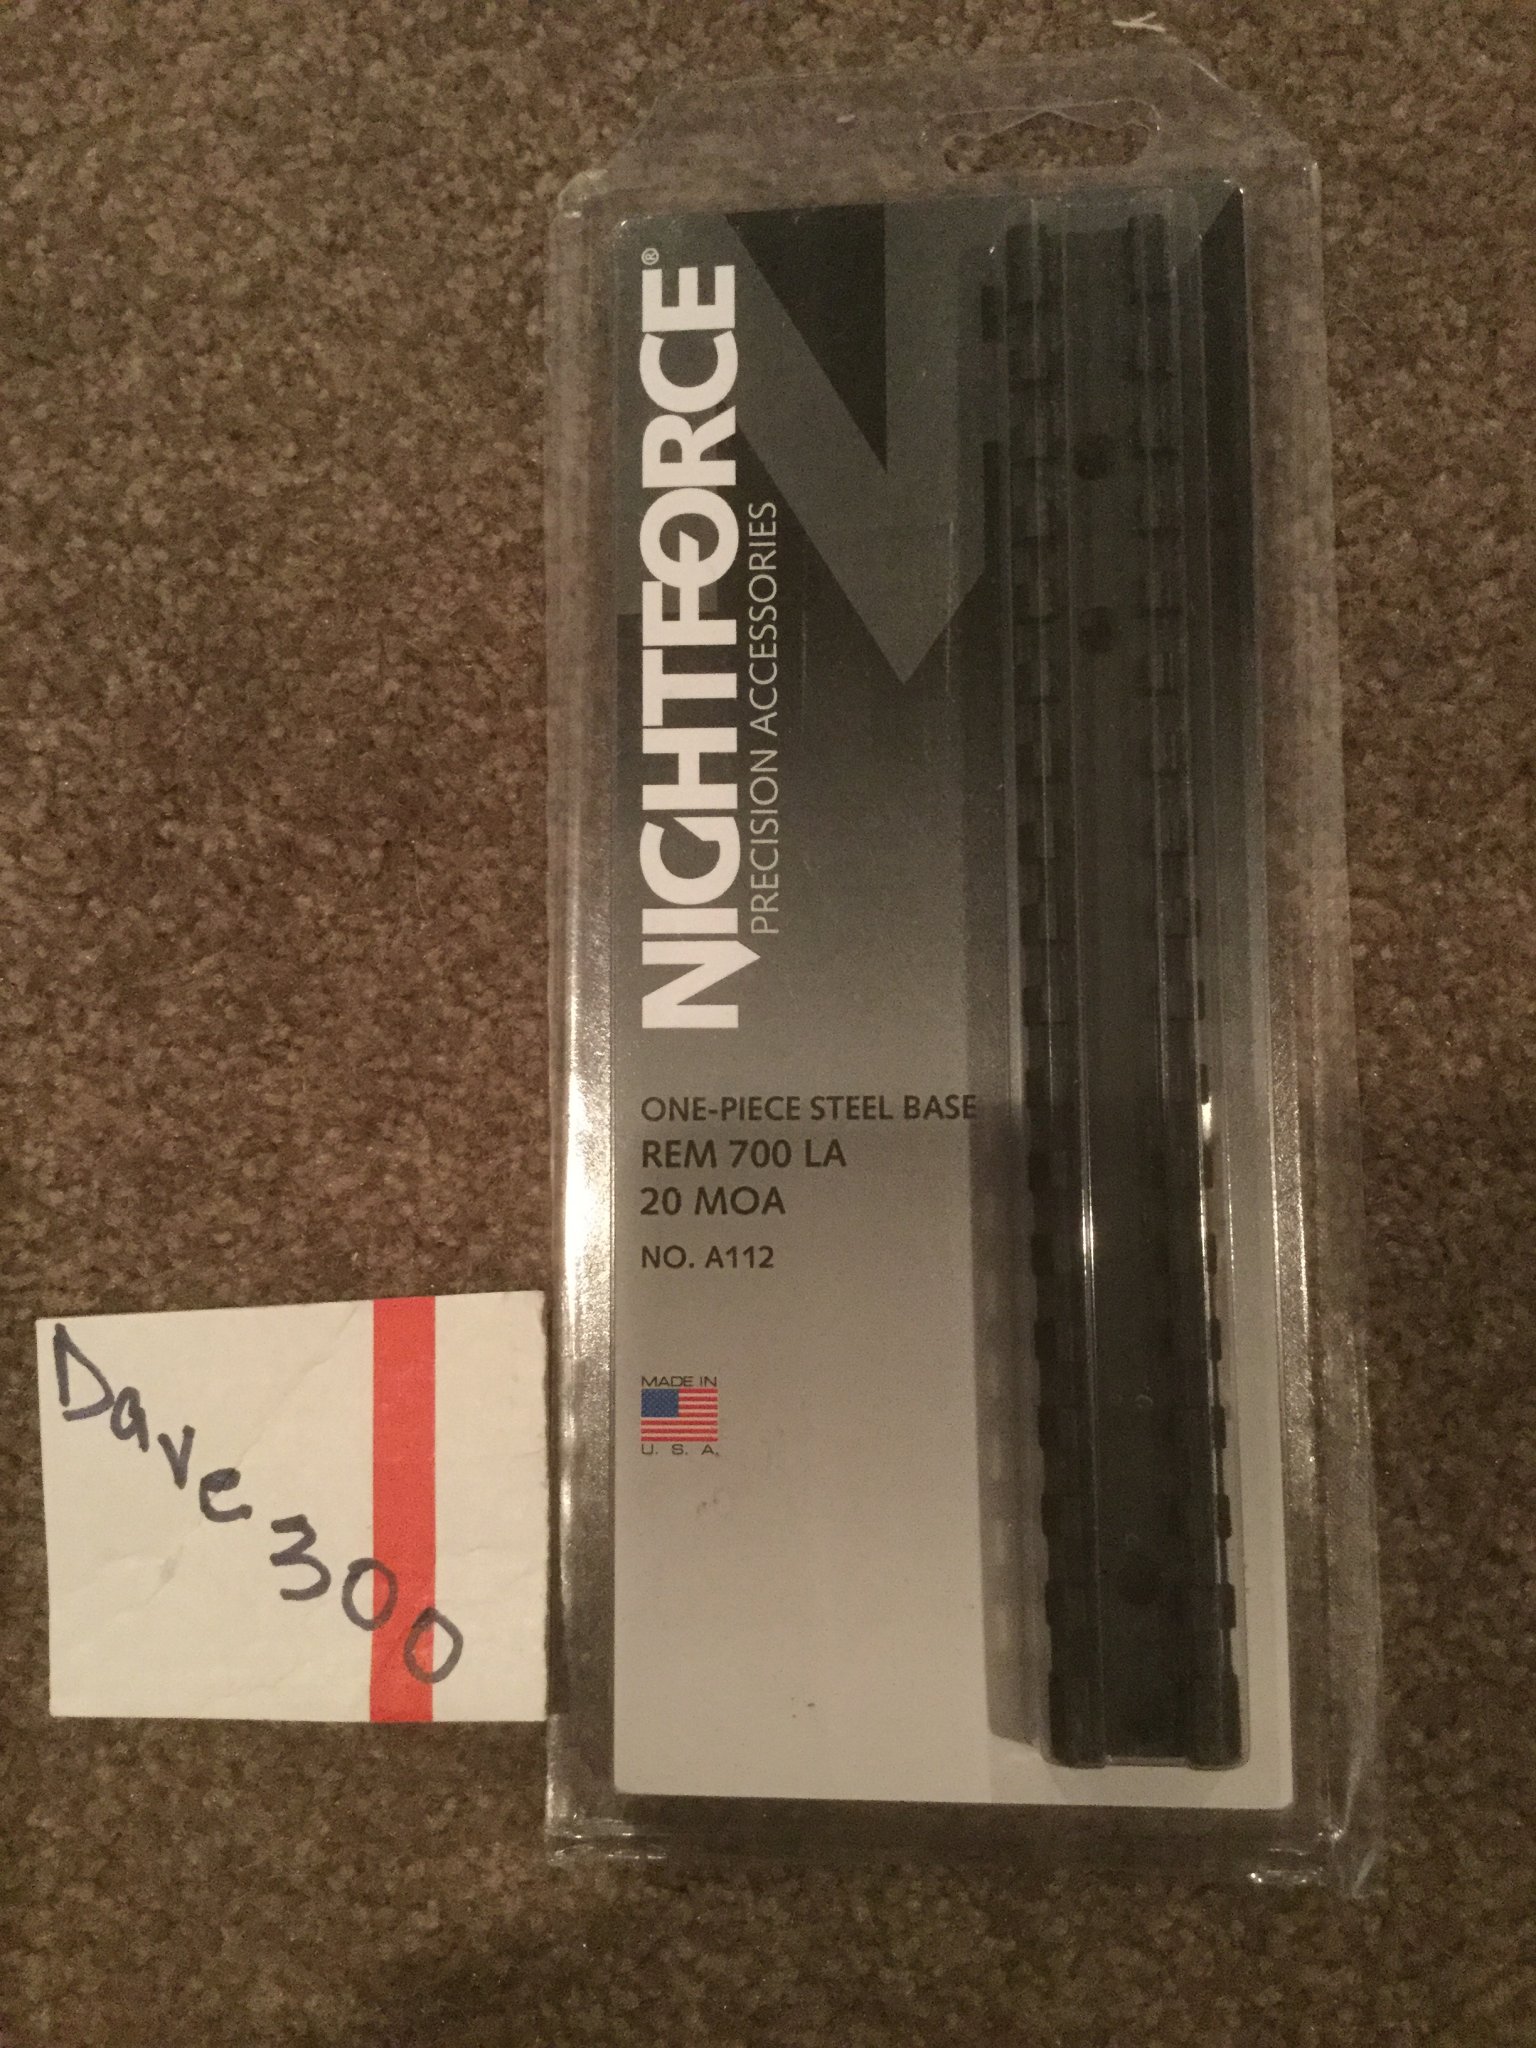 NIGHTFORCE®
PRECISION ACCESSORIES
ONE-PIECE STEEL BASE
REM 700 LA
20 MOA
NO. A112
MADE IN
U. S. A.
Dave 300